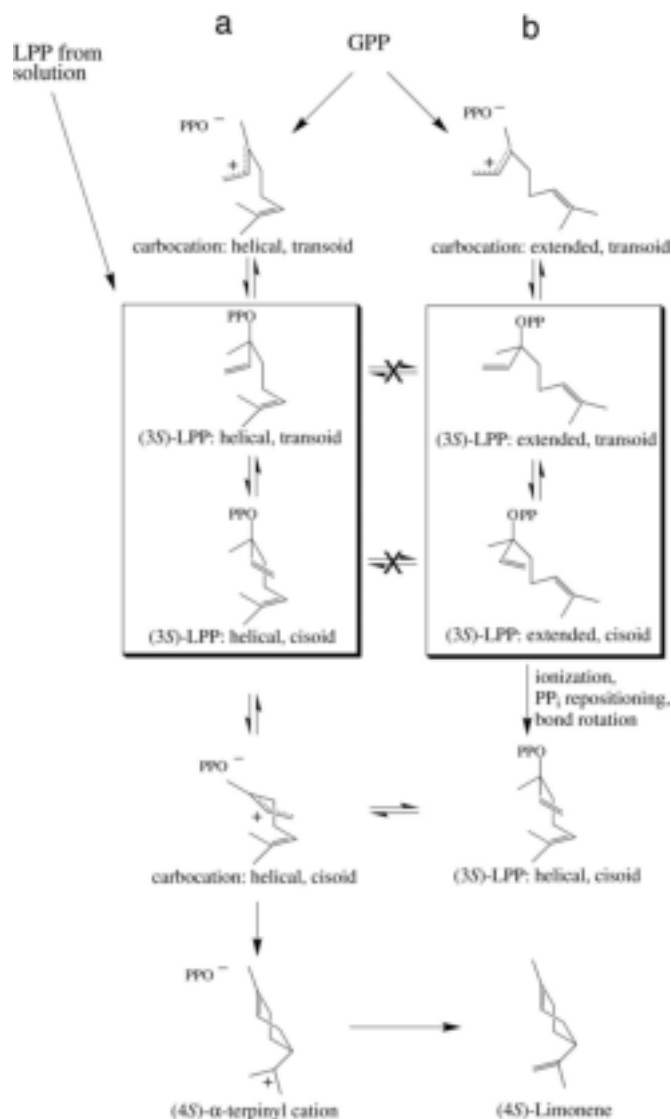 a
b
LPP from
solution
GPP
PPO −
PPO −
+
+
carbocation: helical, transoid
carbocation: extended, transoid
PPO
OPP
X
(3S)-LPP: helical, transoid
(3S)-LPP: extended, transoid
PPO
OPP
X
(3S)-LPP: helical, cisoid
(3S)-LPP: extended, cisoid
ionization,
PPi repositioning,
bond rotation
PPO −
PPO
+
carbocation: helical, cisoid
(3S)-LPP: helical, cisoid
PPO −
+
(4S)-α-terpinyl cation
(4S)-Limonene